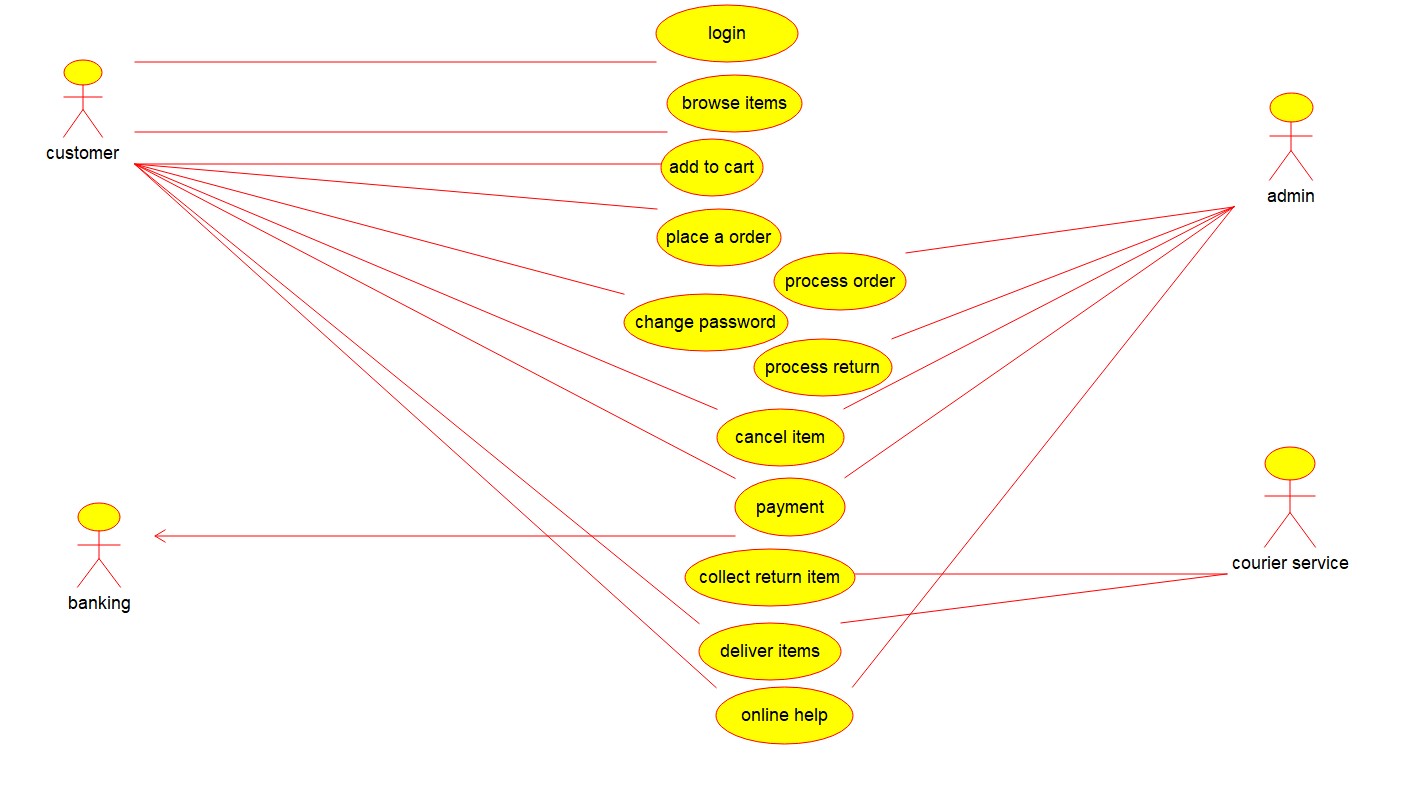 login
browse items
customer
add to cart
admin
place a order
process order
change password
process return
cancel item
payment
courier service
collect return item
banking
deliver items
online help